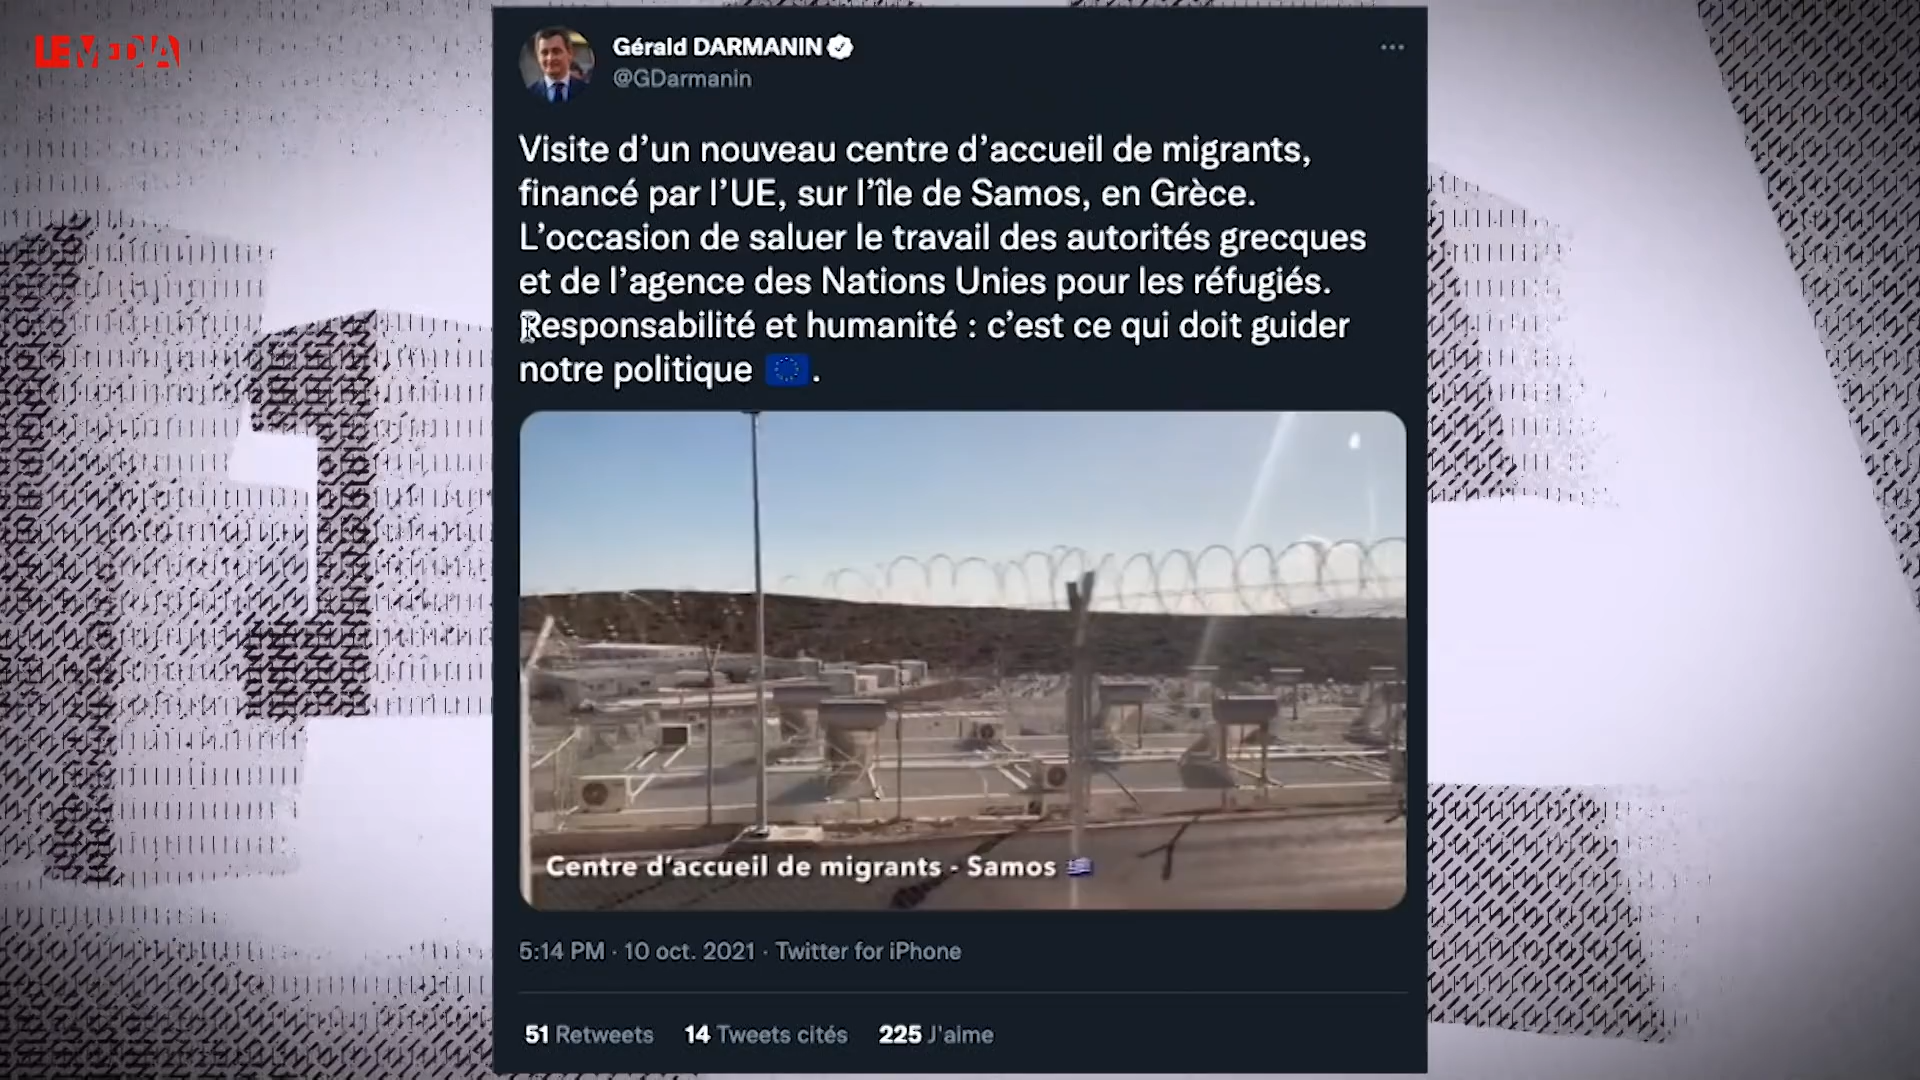 LEMEDIA
Gérald DARMANIN
@GDarmanin
Visite d’un nouveau centre d’accueil de migrants,
financé par l’UE, sur l’île de Samos, en Grèce.
L’occasion de saluer le travail des autorités grecques
et de l’agence des Nations Unies pour les réfugiés.
Responsabilité et humanité : c’est ce qui doit guider
notre politique 🇪🇺.
Centre d’accueil de migrants - Samos 🇬🇷
5:14 PM · 10 oct. 2021 · Twitter for iPhone
51 Retweets 14 Tweets cités 225 J'aime